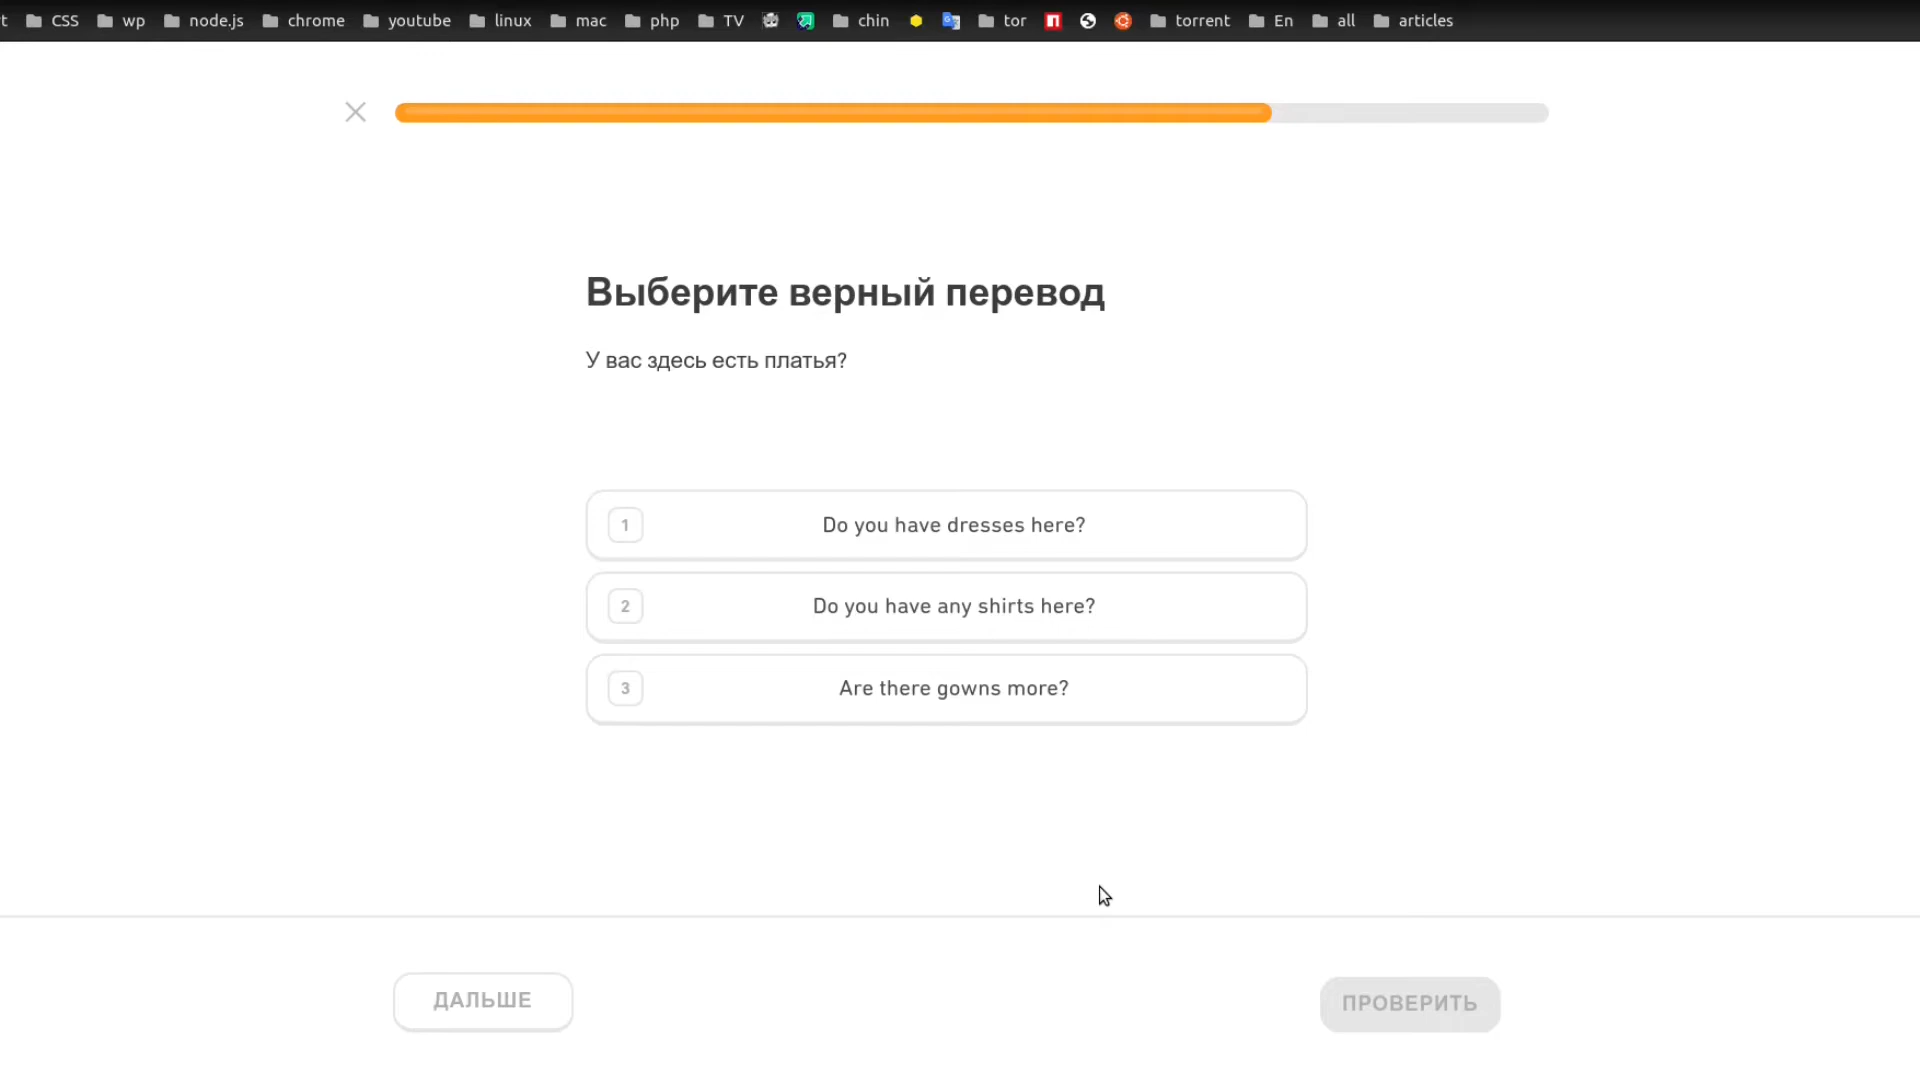 t CSS wp node.js chrome youtube linux mac php TV chin tor torrent En all articles
Выберите верный перевод
У вас здесь есть платья?
1 Do you have dresses here?
2 Do you have any shirts here?
3 Are there gowns more?
ДАЛЬШЕ ПРОВЕРИТЬ